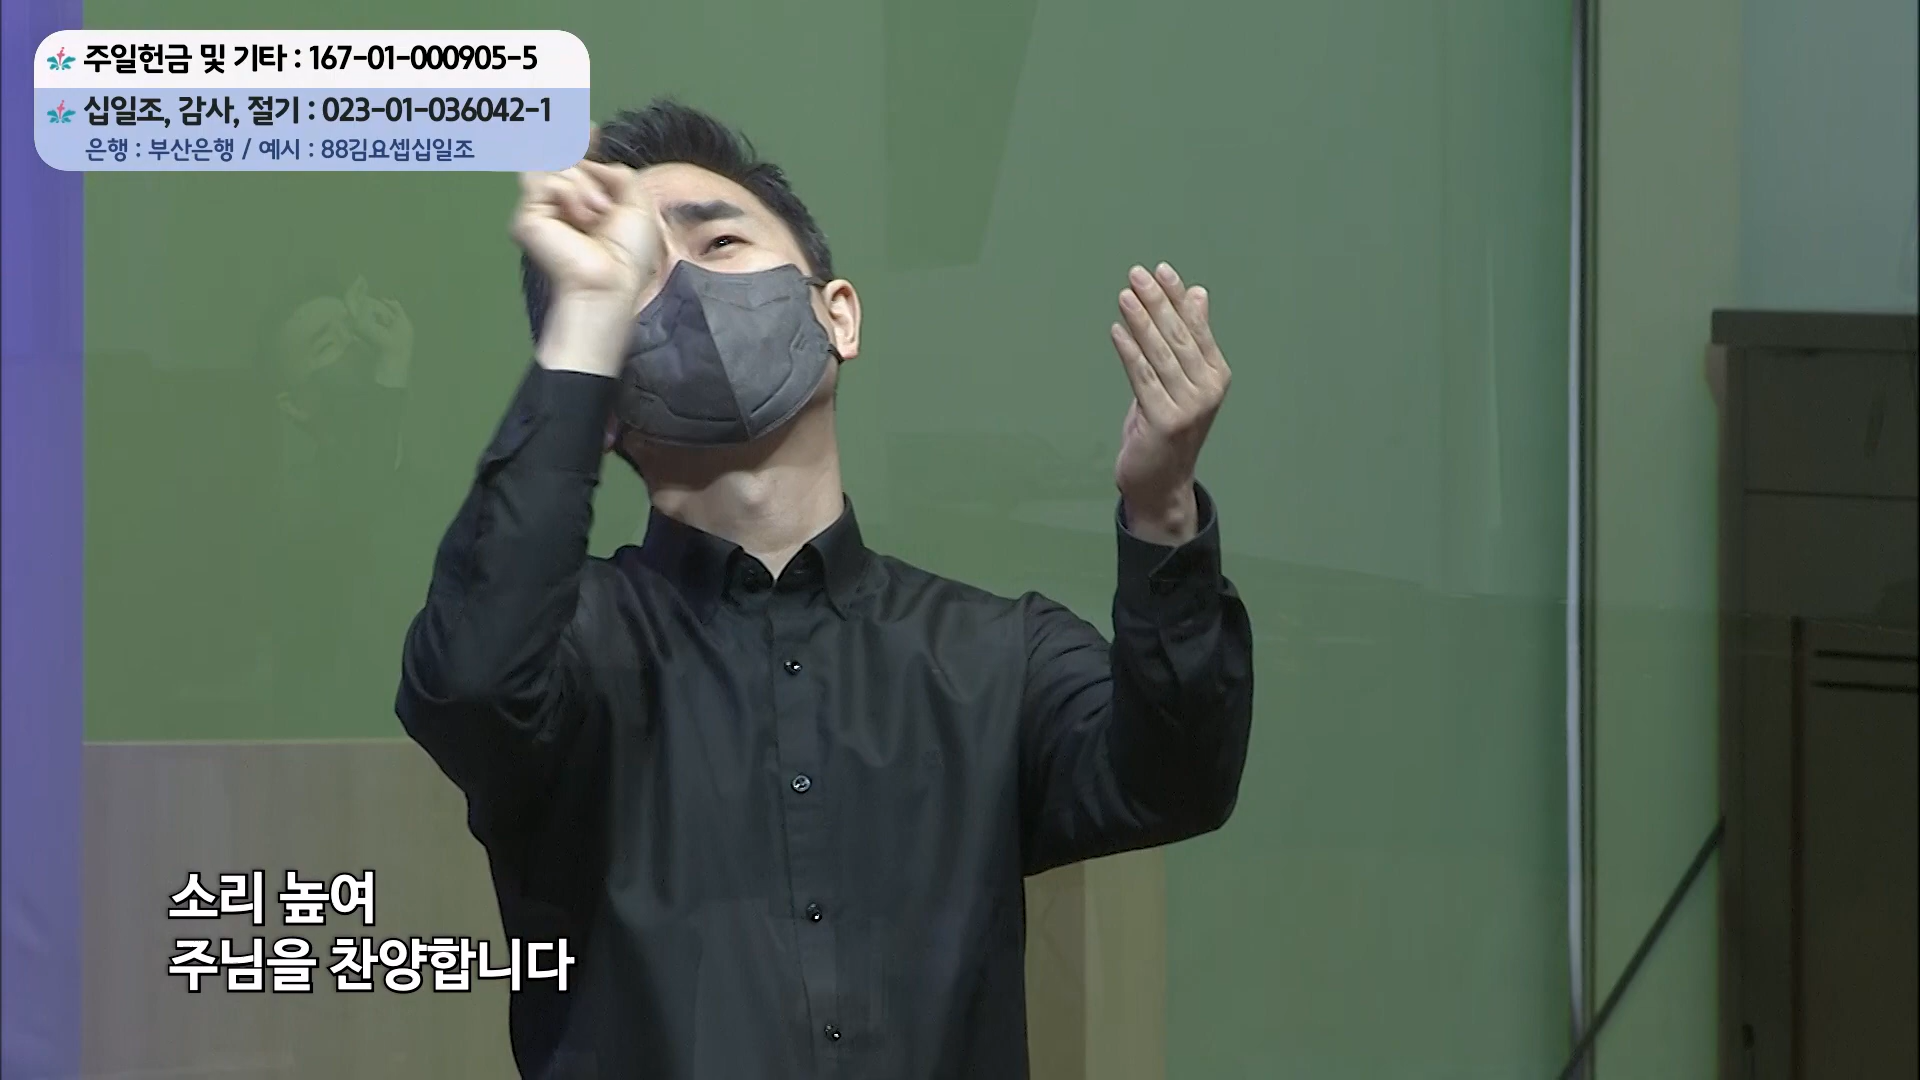 주일헌금 및 기타 : 167-01-000905-5
십일조, 감사, 절기 : 023-01-036042-1
은행 : 부산은행 / 예시 : 88김요셉십일조
소리 높여
주님을 찬양합니다